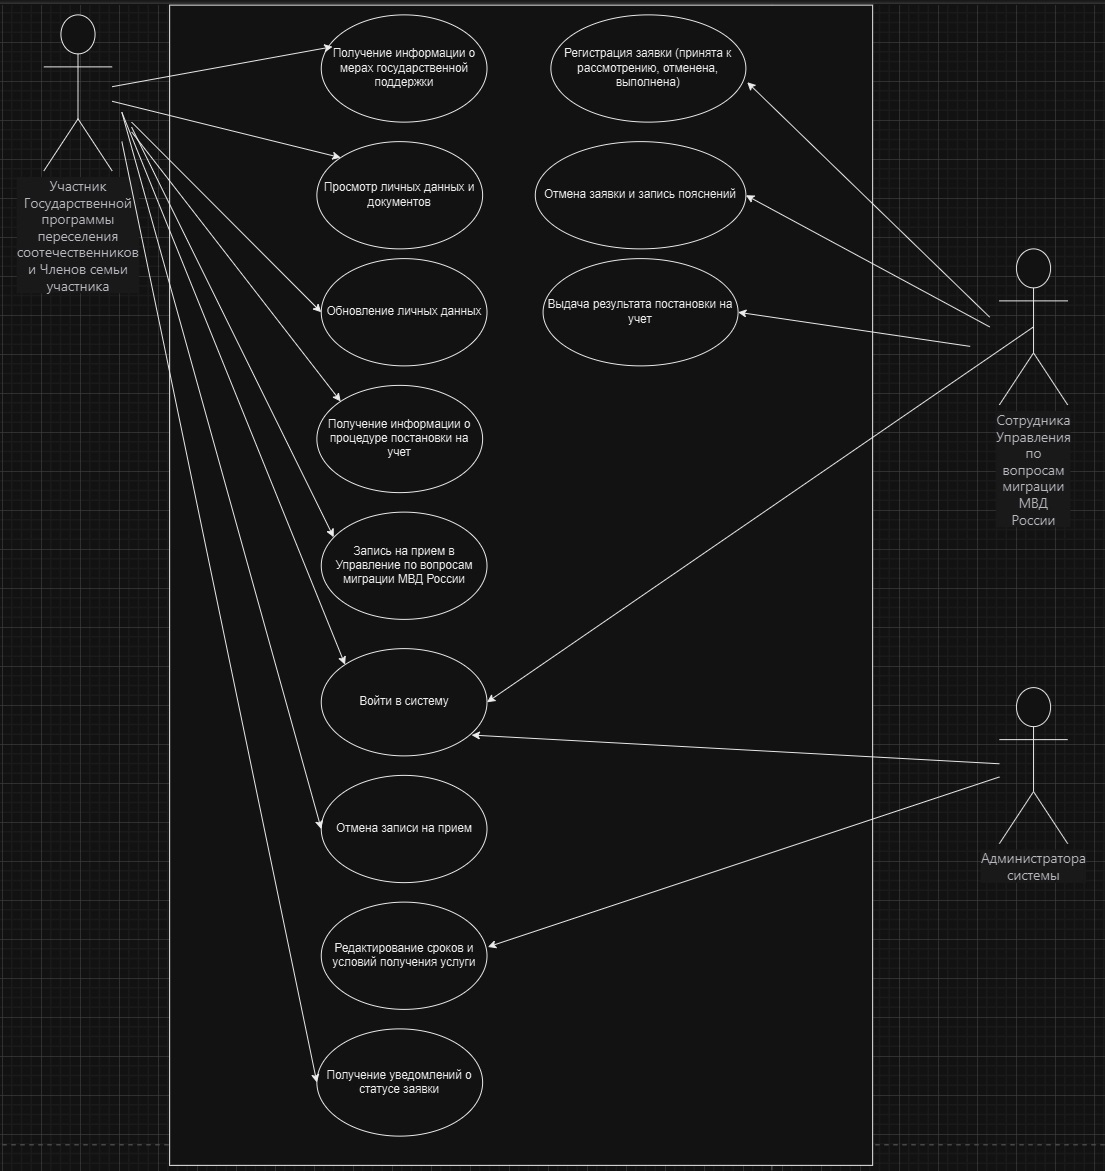 Участник
Государственной
программы
переселения
соотечественников
и Членов семьи
участника
Получение информации о
мерах государственной
поддержки
Просмотр личных данных и
документов
Обновление личных данных
Получение информации о
процедуре постановки на
учет
Запись на прием в
Управление по вопросам
миграции МВД России
Войти в систему
Отмена записи на прием
Редактирование сроков и
условий получения услуги
Получение уведомлений о
статусе заявки
Регистрация заявки (принята к
рассмотрению, отменена,
выполнена)
Отмена заявки и запись пояснений
Выдача результата постановки на
учет
Сотрудника
Управления
по
вопросам
миграции
МВД
России
Администратора
системы